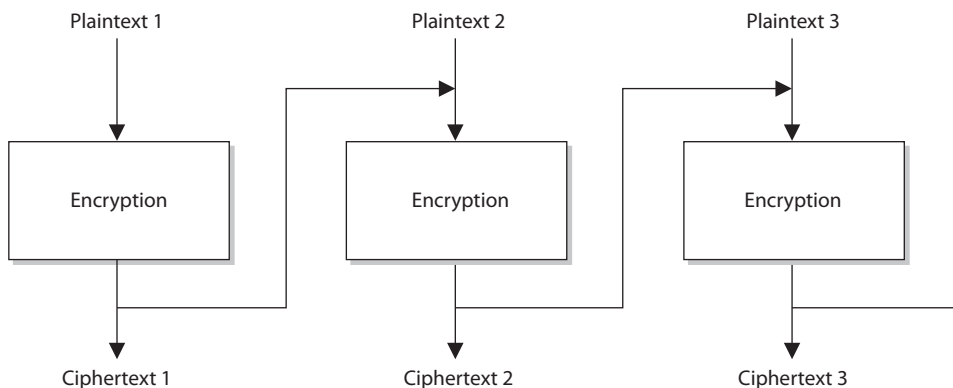 Plaintext 1
Plaintext 2
Plaintext 3
Encryption
Encryption
Encryption
Ciphertext 1
Ciphertext 2
Ciphertext 3